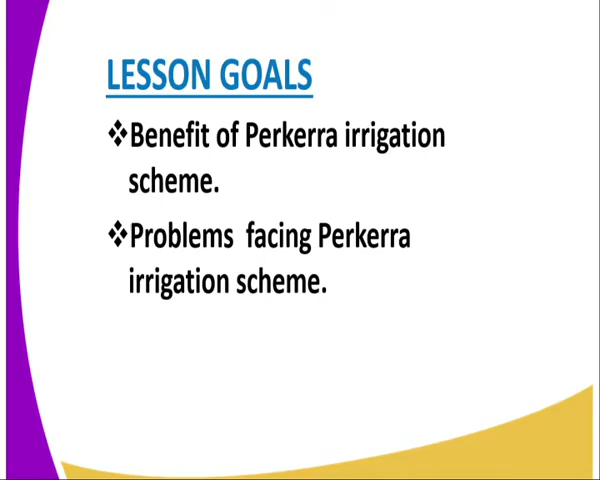 LESSON GOALS
❖Benefit of Perkerra irrigation
scheme.
❖Problems  facing Perkerra
irrigation scheme.